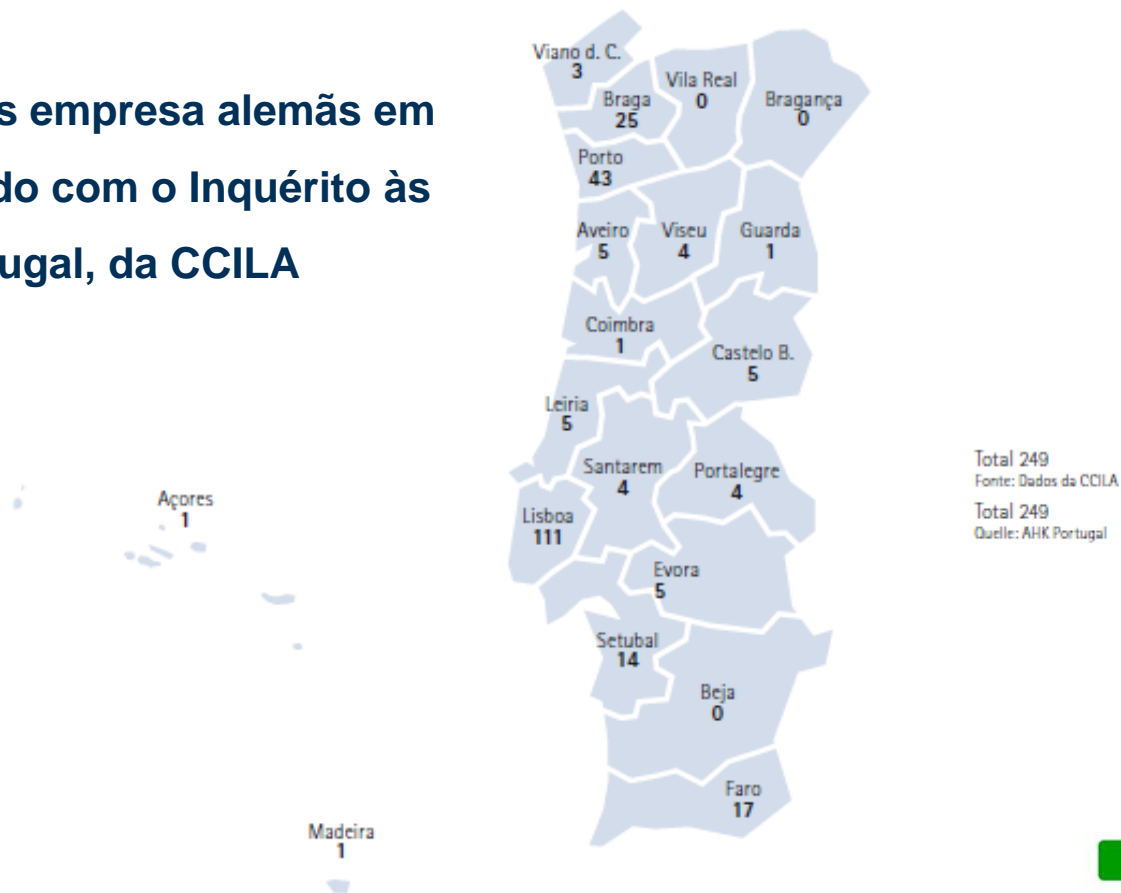 s empresa alemãs em
do com o Inquérito às
ugal, da CCILA
Viano d. C.
3
Braga
25
Vila Real
0
Bragança
0
Porto
43
Aveiro
5
Viseu
4
Guarda
1
Coimbra
1
Castelo B.
5
Leiria
5
Santarem
4
Portalegre
4
Lisboa
111
Evora
5
Setubal
14
Beja
0
Faro
17
Açores
1
Madeira
1
Total 249
Fonte: Dados da CCILA
Total 249
Quelle: AHK Portugal